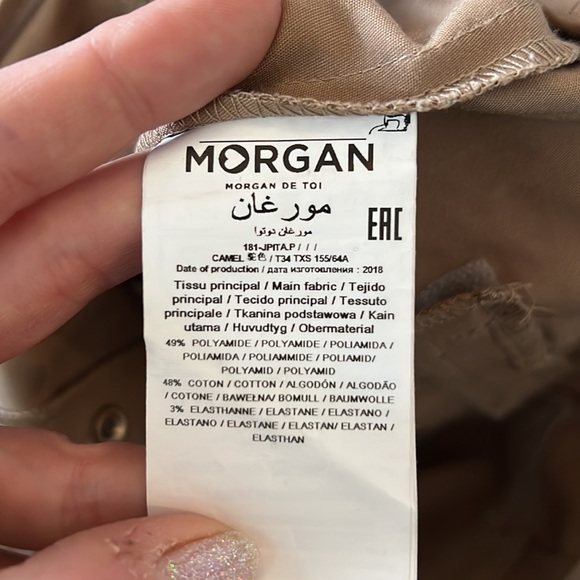 MORGAN
MORGAN DE TOI
مورغان
مورغان دوتوا
EAC
181-JPITA.P / / /
CAMEL 驼色 / T34 TXS 155/64A
Date of production / дата изготовления : 2018
Tissu principal / Main fabric / Tejido
principal / Tecido principal / Tessuto
principale / Tkanina podstawowa / Kain
utama / Huvudtyg / Obermaterial
49% POLYAMIDE / POLYAMIDE / POLIAMIDA /
POLIAMIDA / POLIAMMIDE / POLIAMID/
POLYAMID / POLYAMID
48% COTON / COTTON / ALGODÓN / ALGODÃO
/ COTONE / BAWEŁNA/ BOMULL / BAUMWOLLE
3% ELASTHANNE / ELASTANE / ELASTANO /
ELASTANO / ELASTANE / ELASTAN/ ELASTAN /
ELASTHAN